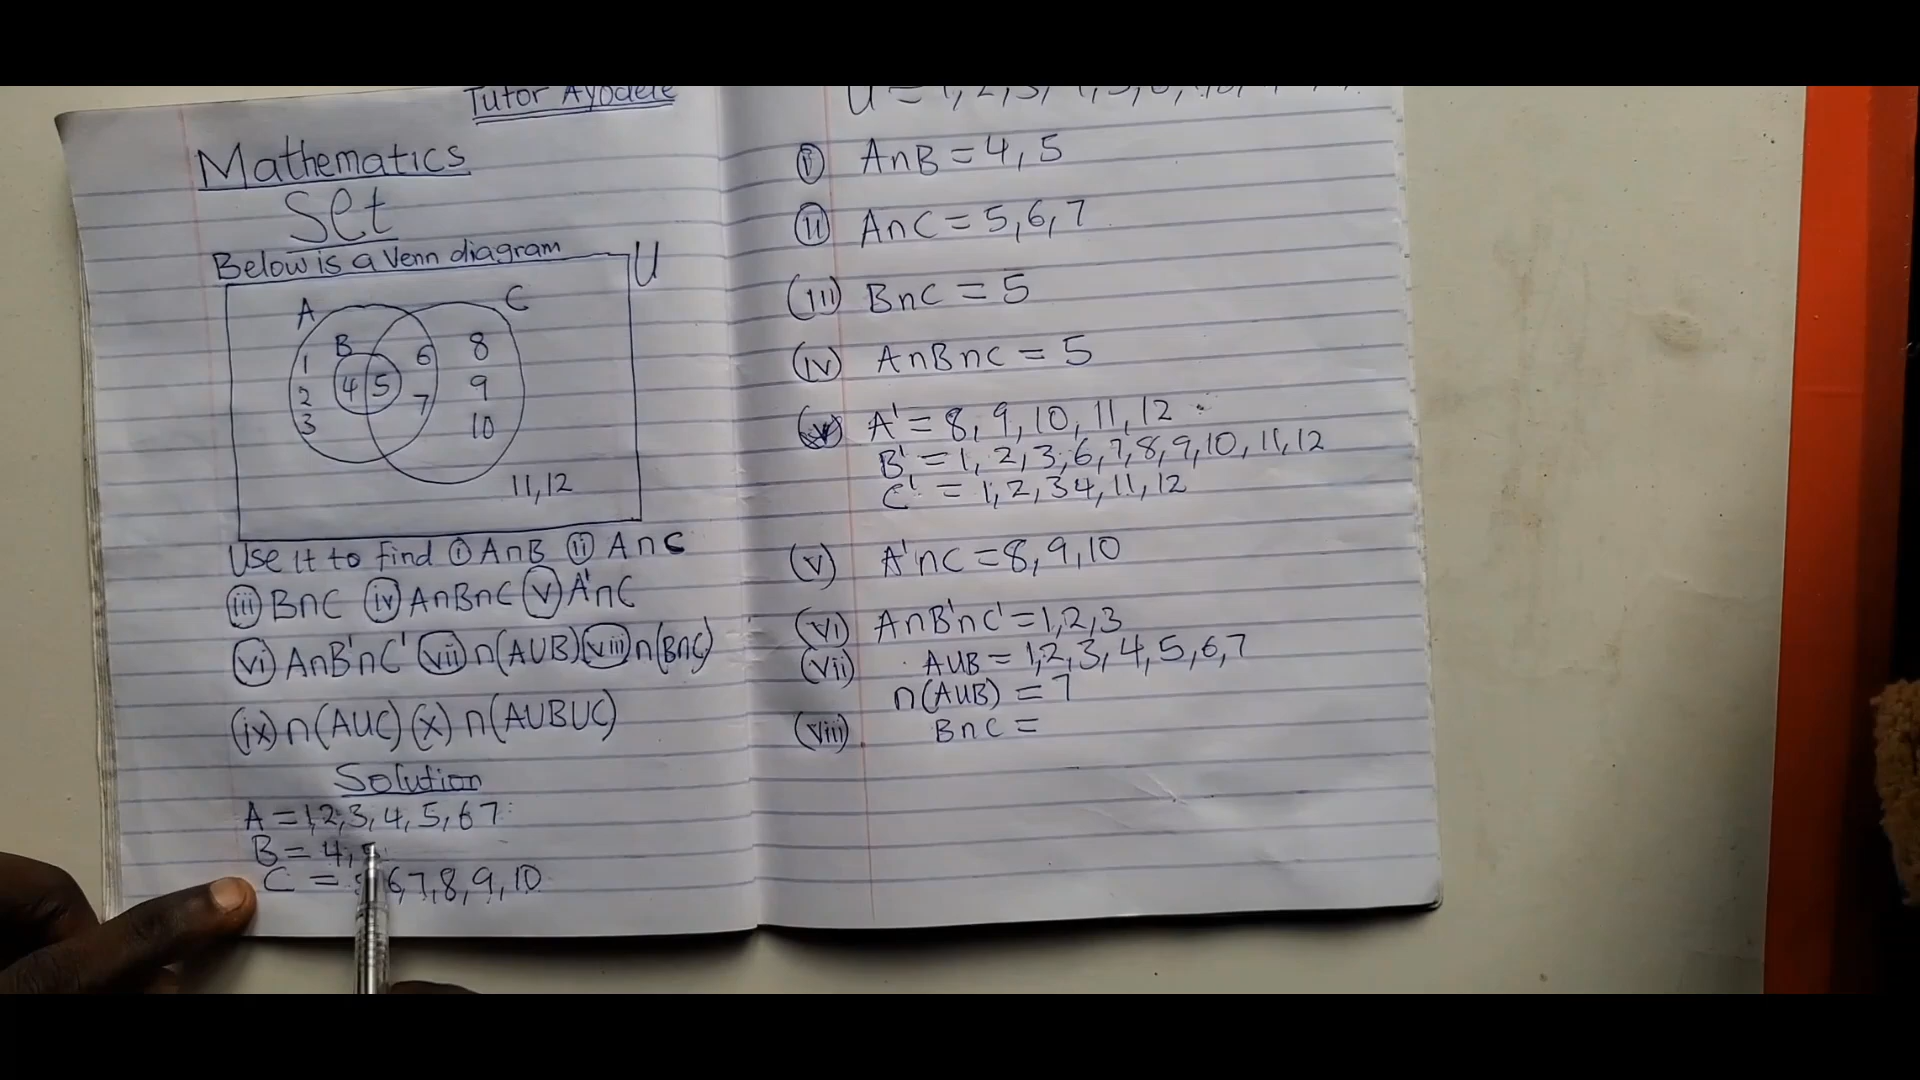 Tutor Ayodele
Mathematics
Set
Below is a Venn diagram
U
A C
B
1 6 8
2 4 5 7 9
3 10
11,12
Use it to find (i) A∩B (ii) A∩C
(iii) B∩C (iv) A∩B∩C (v) A'∩C
(vi) A∩B'∩C' (vii) n(AUB) (viii) n(B∩C)
(ix) n(AUC) (x) n(AUBUC)
Solution
A = 1,2,3,4,5,6 7
B = 4,
C = 6,7,8,9,10
U = 1,2,3,
(i) A∩B = 4,5
(ii) A∩C = 5,6,7
(iii) B∩C = 5
(iv) A∩B∩C = 5
A' = 8, 9, 10, 11, 12
B' = 1, 2, 3, 6, 7, 8, 9, 10, 11, 12
C' = 1, 2, 3 4, 11, 12
(v) A'∩C = 8, 9, 10
(vi) A∩B'∩C' = 1,2,3
(vii) AUB = 1,2,3,4,5,6,7
n(AUB) = 7
(viii) B∩C =